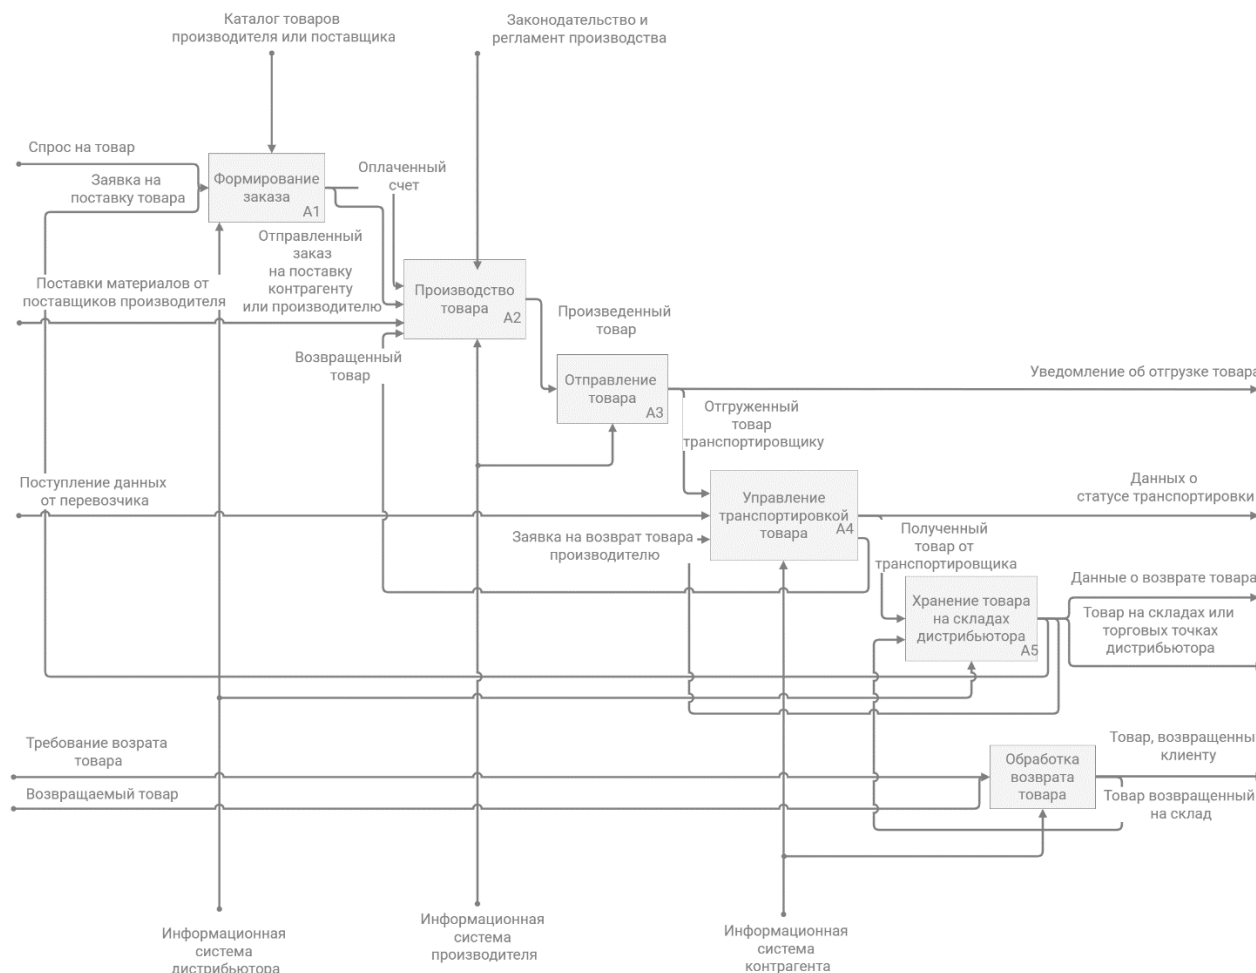 Каталог товаров
производителя или поставщика
Законодательство и
регламент производства
Спрос на товар
Заявка на
поставку товара
Формирование
заказа
A1
Оплаченный
счет
Отправленный
заказ
на поставку
контрагенту
или производителю
Поставки материалов от
поставщиков производителя
Производство
товара
A2
Возвращенный
товар
Произведенный
товар
Отправление
товара
A3
Уведомление об отгрузке товара
Отгруженный
товар
транспортировщику
Поступление данных
от перевозчика
Управление
транспортировкой
товара
A4
Данных о
статусе транспортировки
Заявка на возврат товара
производителю
Полученный
товар от
транспортировщика
Хранение товара
на складах
дистрибьютора
A5
Данные о возврате товара
Товар на складах или
торговых точках
дистрибьютора
Требование возрата
товара
Возвращаемый товар
Обработка
возврата
товара
Товар, возвращенны
клиенту
Товар возвращенный
на склад
Информационная
система
дистрибьютора
Информационная
система
производителя
Информационная
система
контрагента